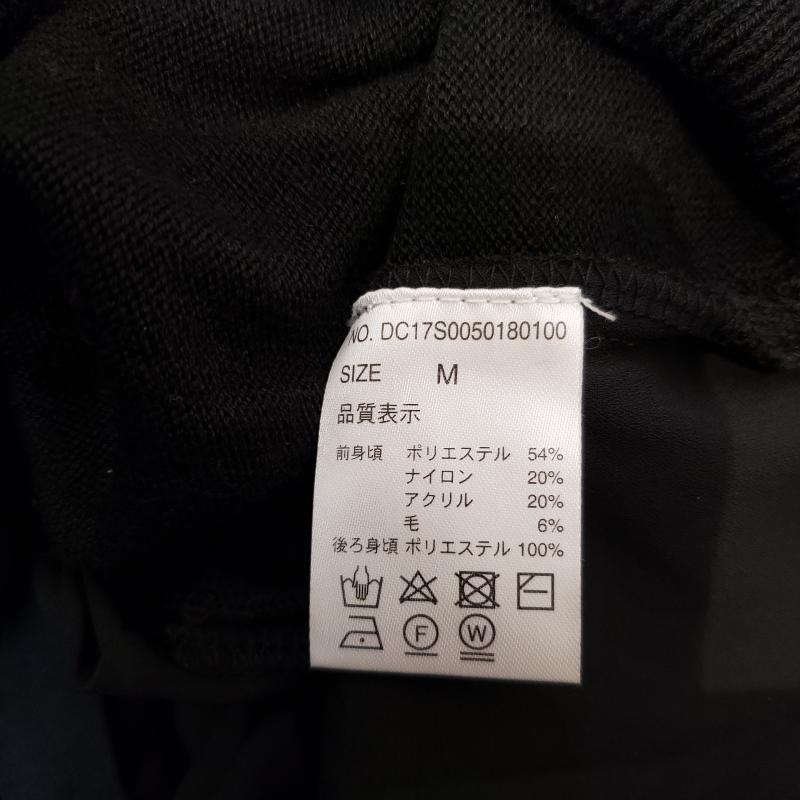 NO. DC17S0050180100
SIZE M
品質表示
前身頃 ポリエステル 54%
ナイロン 20%
アクリル 20%
毛 6%
後ろ身頃 ポリエステル 100%
F W